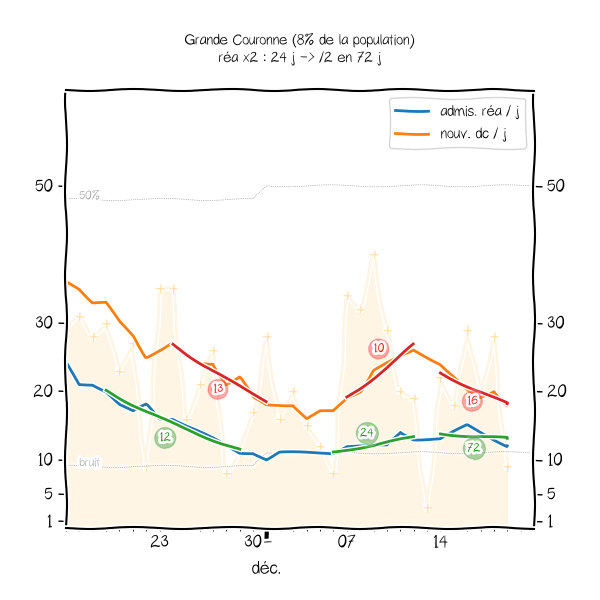 Grande Couronne (8% de la population)
réa x2 : 24 j -> /2 en 72 j
admis. réa / j
nouv. dc / j
50 50
50%
30 30
10
20 20
16
13
24
12
72
bruit
10 10
5 5
1 1
23 30 07 14
déc.